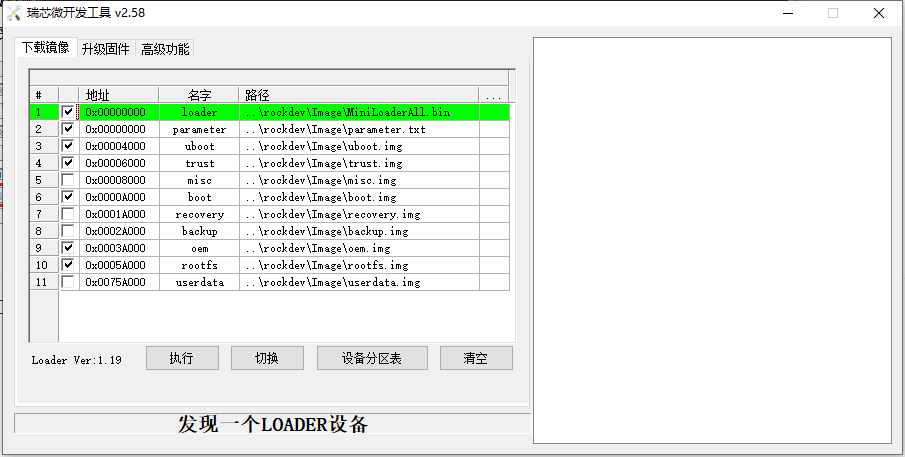 瑞芯微开发工具 v2.58
下载镜像 升级固件 高级功能
# 地址 名字 路径 ...
1 0x00000000 loader ..\rockdev\Image\MiniLoaderAll.bin
2 0x00000000 parameter ..\rockdev\Image\parameter.txt
3 0x00004000 uboot ..\rockdev\Image\uboot.img
4 0x00006000 trust ..\rockdev\Image\trust.img
5 0x00008000 misc ..\rockdev\Image\misc.img
6 0x0000A000 boot ..\rockdev\Image\boot.img
7 0x0001A000 recovery ..\rockdev\Image\recovery.img
8 0x0002A000 backup ..\rockdev\Image\backup.img
9 0x0003A000 oem ..\rockdev\Image\oem.img
10 0x0005A000 rootfs ..\rockdev\Image\rootfs.img
11 0x0075A000 userdata ..\rockdev\Image\userdata.img
Loader Ver:1.19 执行 切换 设备分区表 清空
发现一个LOADER设备